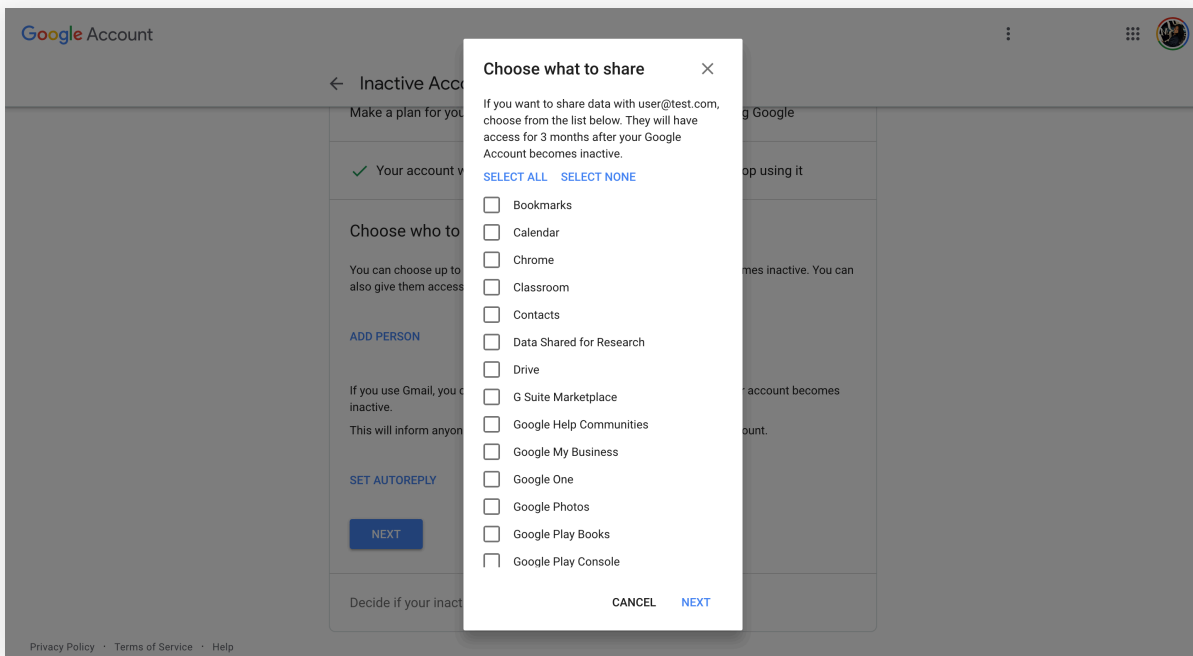 Google Account
Inactive Acco
Make a plan for you
g Google
Your account w
op using it
Choose who to
You can choose up to
mes inactive. You can
also give them access
ADD PERSON
If you use Gmail, you c
r account becomes
inactive.
This will inform anyon
ount.
SET AUTOREPLY
NEXT
Decide if your inact
Choose what to share
If you want to share data with user@test.com,
choose from the list below. They will have
access for 3 months after your Google
Account becomes inactive.
SELECT ALL SELECT NONE
Bookmarks
Calendar
Chrome
Classroom
Contacts
Data Shared for Research
Drive
G Suite Marketplace
Google Help Communities
Google My Business
Google One
Google Photos
Google Play Books
Google Play Console
CANCEL NEXT
Privacy Policy · Terms of Service · Help